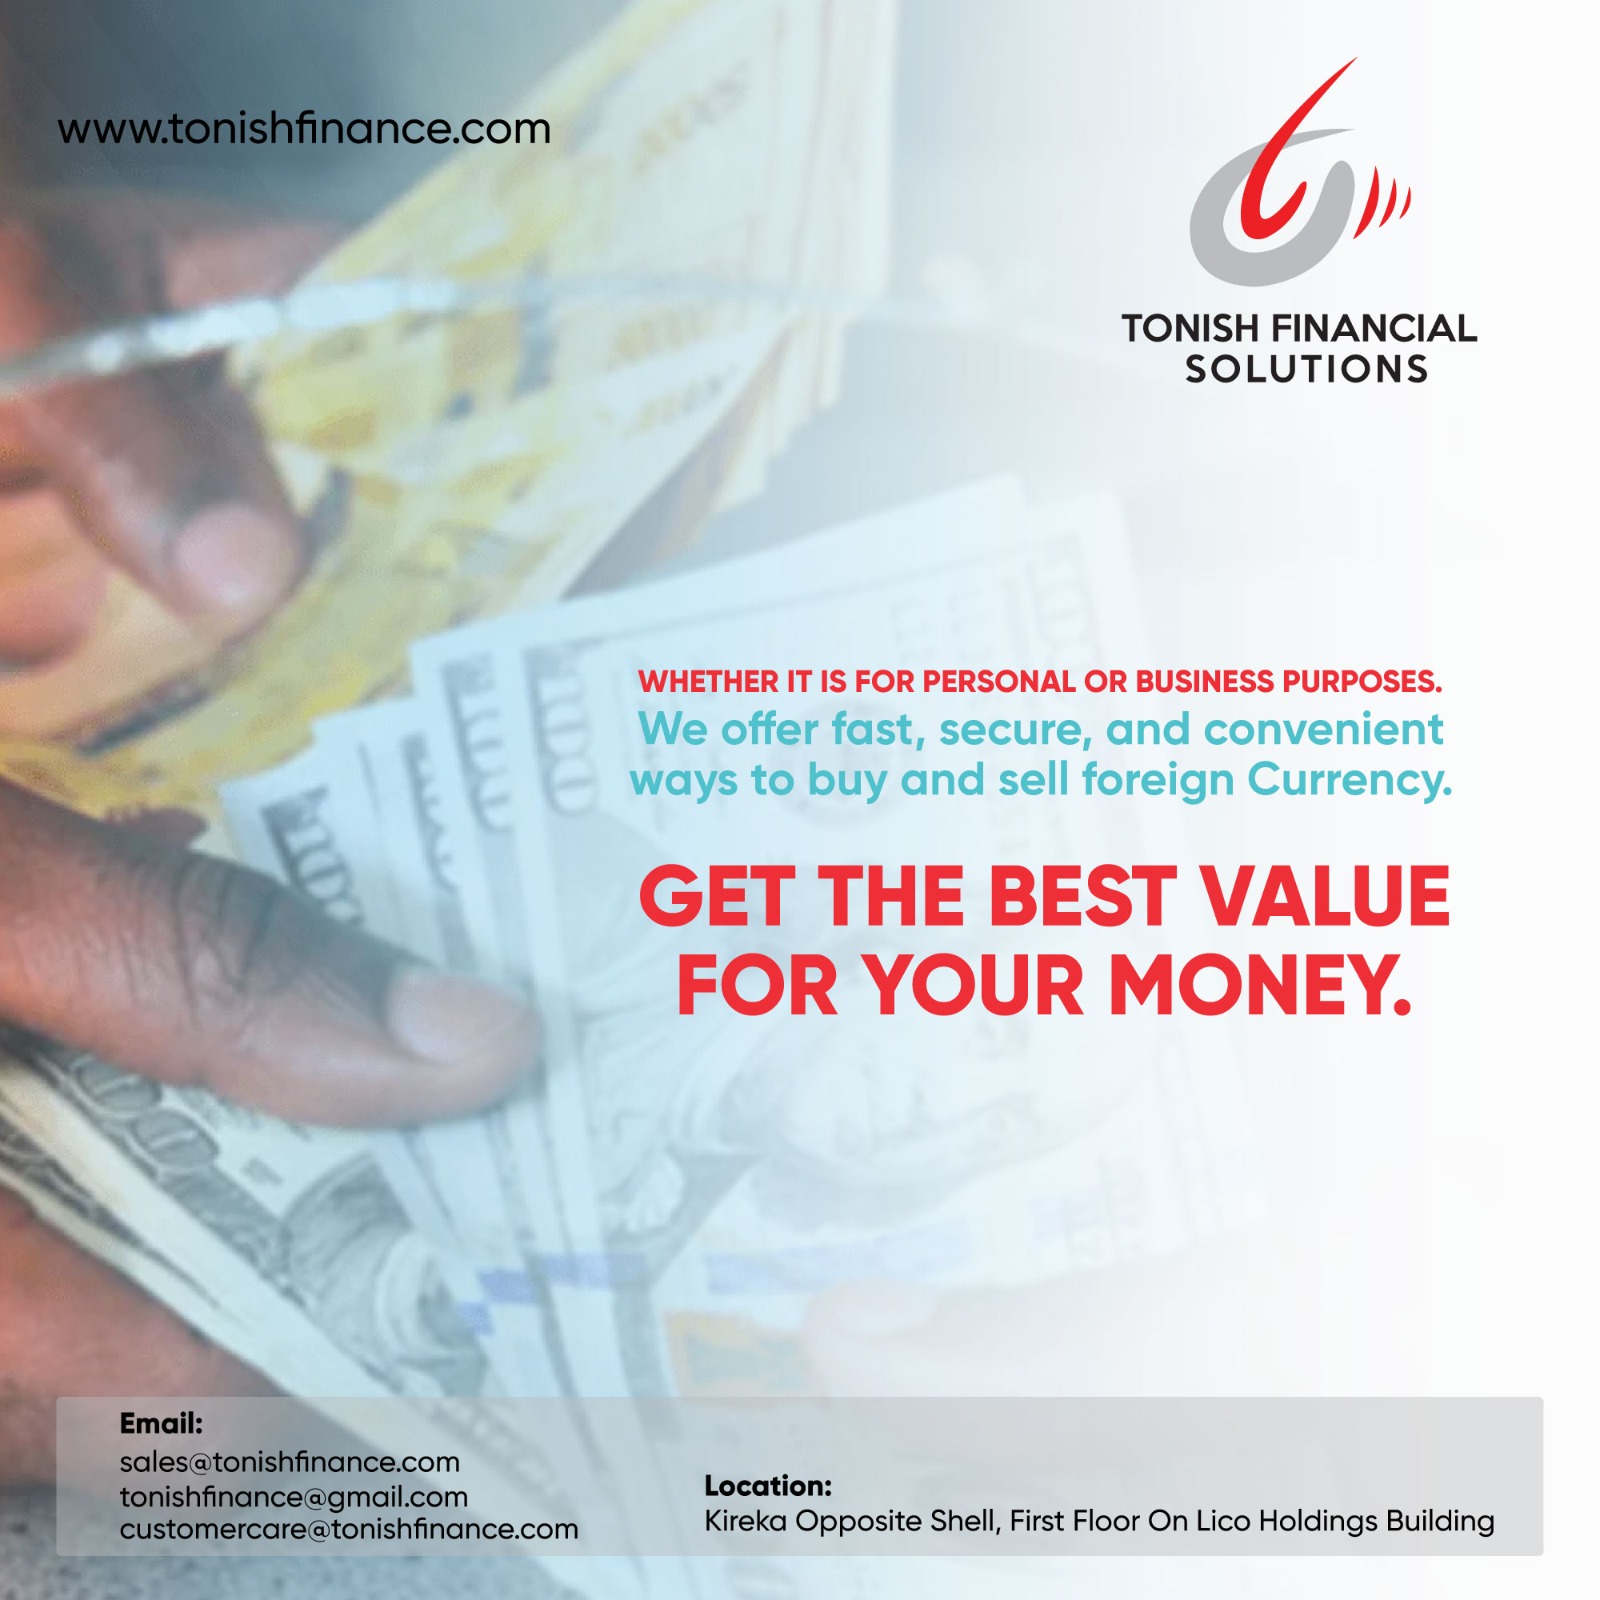 www.tonishfinance.com
TONISH FINANCIAL
SOLUTIONS
WHETHER IT IS FOR PERSONAL OR BUSINESS PURPOSES.
We offer fast, secure, and convenient
ways to buy and sell foreign Currency.
GET THE BEST VALUE
FOR YOUR MONEY.
Email:
sales@tonishfinance.com
tonishfinance@gmail.com
customercare@tonishfinance.com
Location:
Kireka Opposite Shell, First Floor On Lico Holdings Building